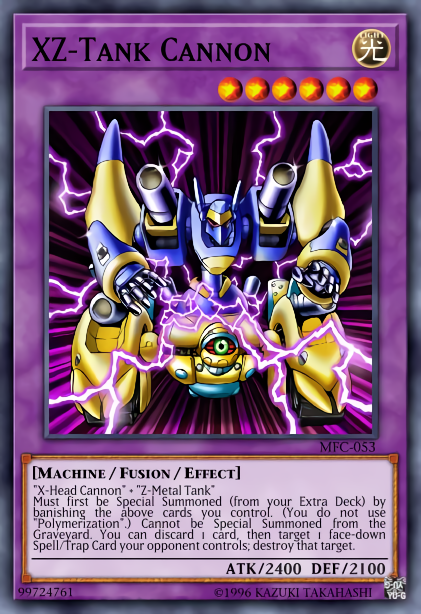 XZ-Tank Cannon
LIGHT
光
MFC-053
[Machine / Fusion / Effect]
"X-Head Cannon" + "Z-Metal Tank"
Must first be Special Summoned (from your Extra Deck) by
banishing the above cards you control. (You do not use
"Polymerization".) Cannot be Special Summoned from the
Graveyard. You can discard 1 card, then target 1 face-down
Spell/Trap Card your opponent controls; destroy that target.
ATK/2400 DEF/2100
99724761
©1996 KAZUKI TAKAHASHI